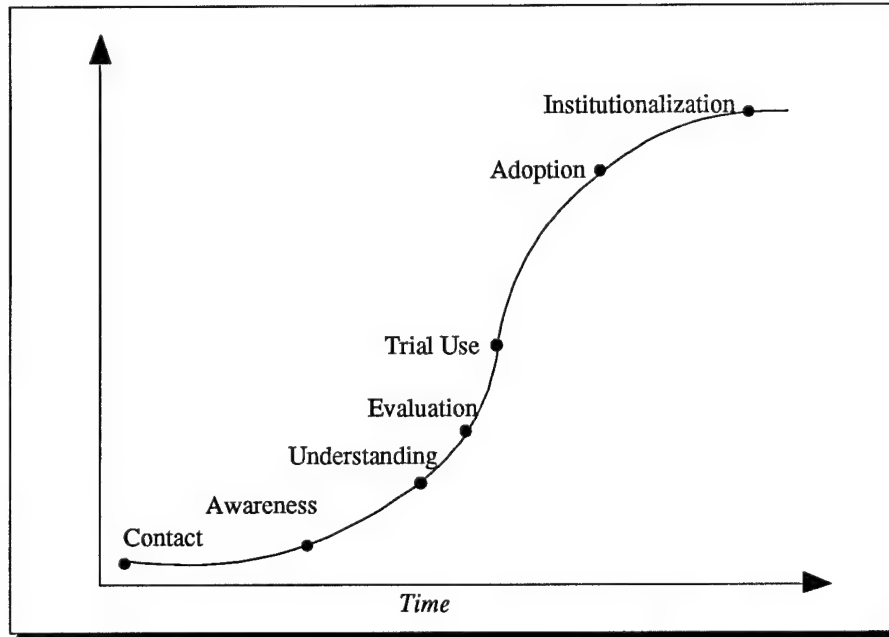 Institutionalization
Adoption
Trial Use
Evaluation
Understanding
Awareness
Contact
Time